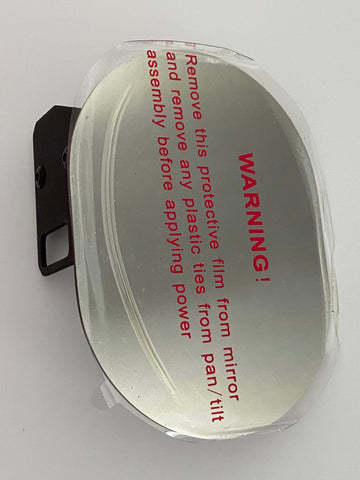 WARNING!
Remove this protective film from mirror
and remove any plastic ties from pan/tilt
assembly before applying power